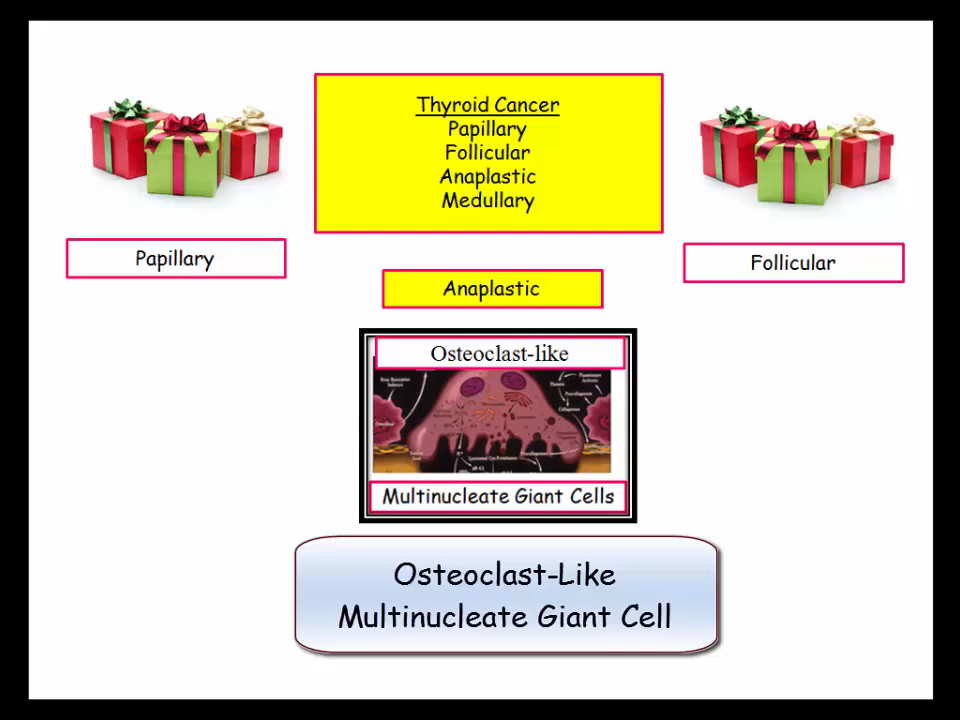 Thyroid Cancer
Papillary
Follicular
Anaplastic
Medullary
Papillary
Follicular
Anaplastic
Osteoclast-like
Multinucleate Giant Cells
Osteoclast-Like
Multinucleate Giant Cell